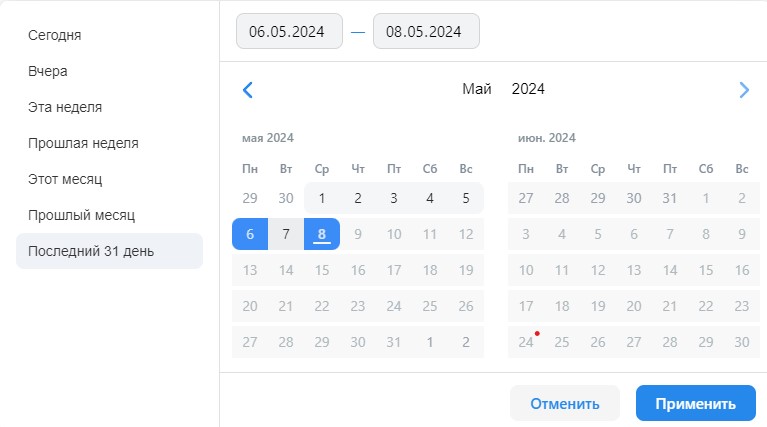 Сегодня
Вчера
Эта неделя
Прошлая неделя
Этот месяц
Прошлый месяц
Последний 31 день
06.05.2024 — 08.05.2024
Май 2024
мая 2024
Пн Вт Ср Чт Пт Сб Вс
29 30 1 2 3 4 5
6 7 8 9 10 11 12
13 14 15 16 17 18 19
20 21 22 23 24 25 26
27 28 29 30 31 1 2
июн. 2024
Пн Вт Ср Чт Пт Сб Вс
27 28 29 30 31 1 2
3 4 5 6 7 8 9
10 11 12 13 14 15 16
17 18 19 20 21 22 23
24 25 26 27 28 29 30
Отменить Применить